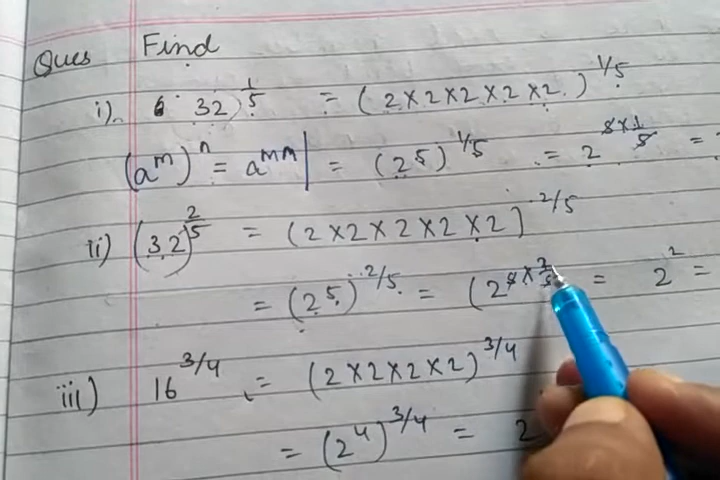 Ques Find
i). 32)^{1/5} = (2×2×2×2×2)^{1/5}
(a^m)^n = a^{mn} | = (2^5)^{1/5} = 2^{5×1/5} =
ii) (32)^{2/5} = (2×2×2×2×2)^{2/5}
= (2^5)^{2/5} = (2^{5×2/5} = 2^2 =
iii) 16^{3/4} = (2×2×2×2)^{3/4}
= (2^4)^{3/4} = 2